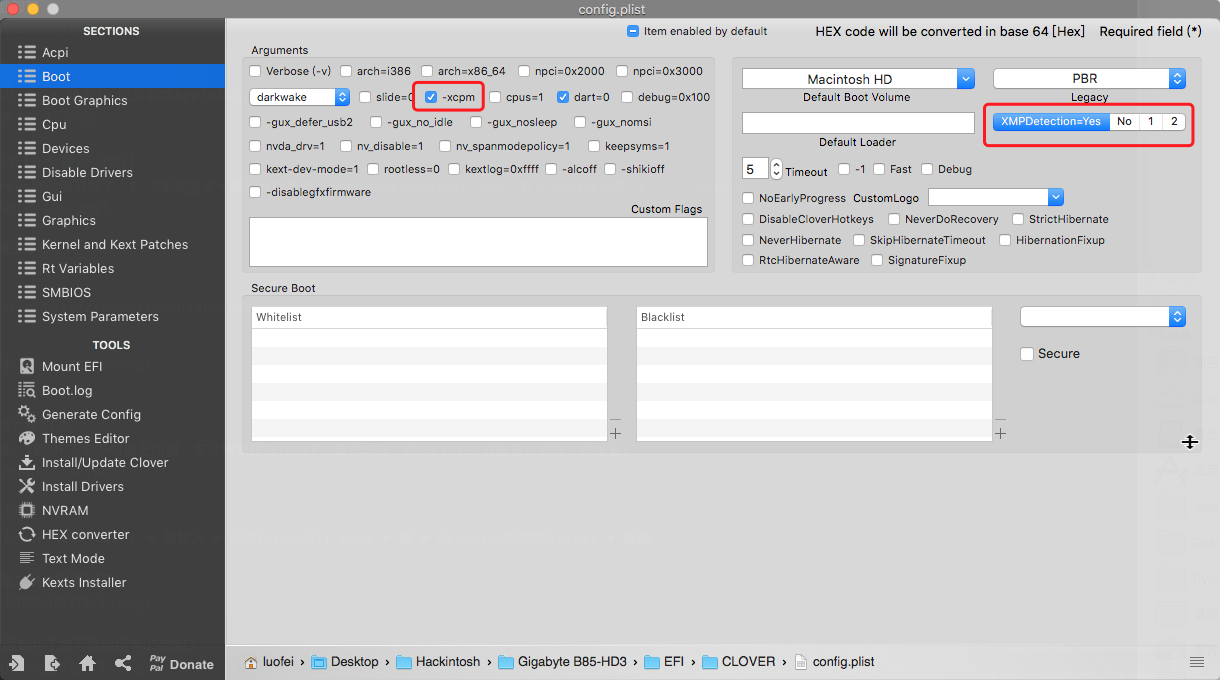 config.plist
SECTIONS
Acpi
Boot
Boot Graphics
Cpu
Devices
Disable Drivers
Gui
Graphics
Kernel and Kext Patches
Rt Variables
SMBIOS
System Parameters
TOOLS
Mount EFI
Boot.log
Generate Config
Themes Editor
Install/Update Clover
Install Drivers
NVRAM
HEX converter
Text Mode
Kexts Installer
Pay Pal Donate
Item enabled by default HEX code will be converted in base 64 [Hex] Required field (*)
Arguments
Verbose (-v) arch=i386 arch=x86_64 npci=0x2000 npci=0x3000
darkwake slide=0 -xcpm cpus=1 dart=0 debug=0x100
-gux_defer_usb2 -gux_no_idle -gux_nosleep -gux_nomsi
nvda_drv=1 nv_disable=1 nv_spanmodepolicy=1 keepsyms=1
kext-dev-mode=1 rootless=0 kextlog=0xffff -alcoff -shikioff
-disablegfxfirmware
Custom Flags
Macintosh HD PBR
Default Boot Volume Legacy
XMPDetection=Yes No 1 2
Default Loader
5 Timeout -1 Fast Debug
NoEarlyProgress CustomLogo
DisableCloverHotkeys NeverDoRecovery StrictHibernate
NeverHibernate SkipHibernateTimeout HibernationFixup
RtcHibernateAware SignatureFixup
Secure Boot
Whitelist Blacklist
Secure
luofei › Desktop › Hackintosh › Gigabyte B85-HD3 › EFI › CLOVER › config.plist